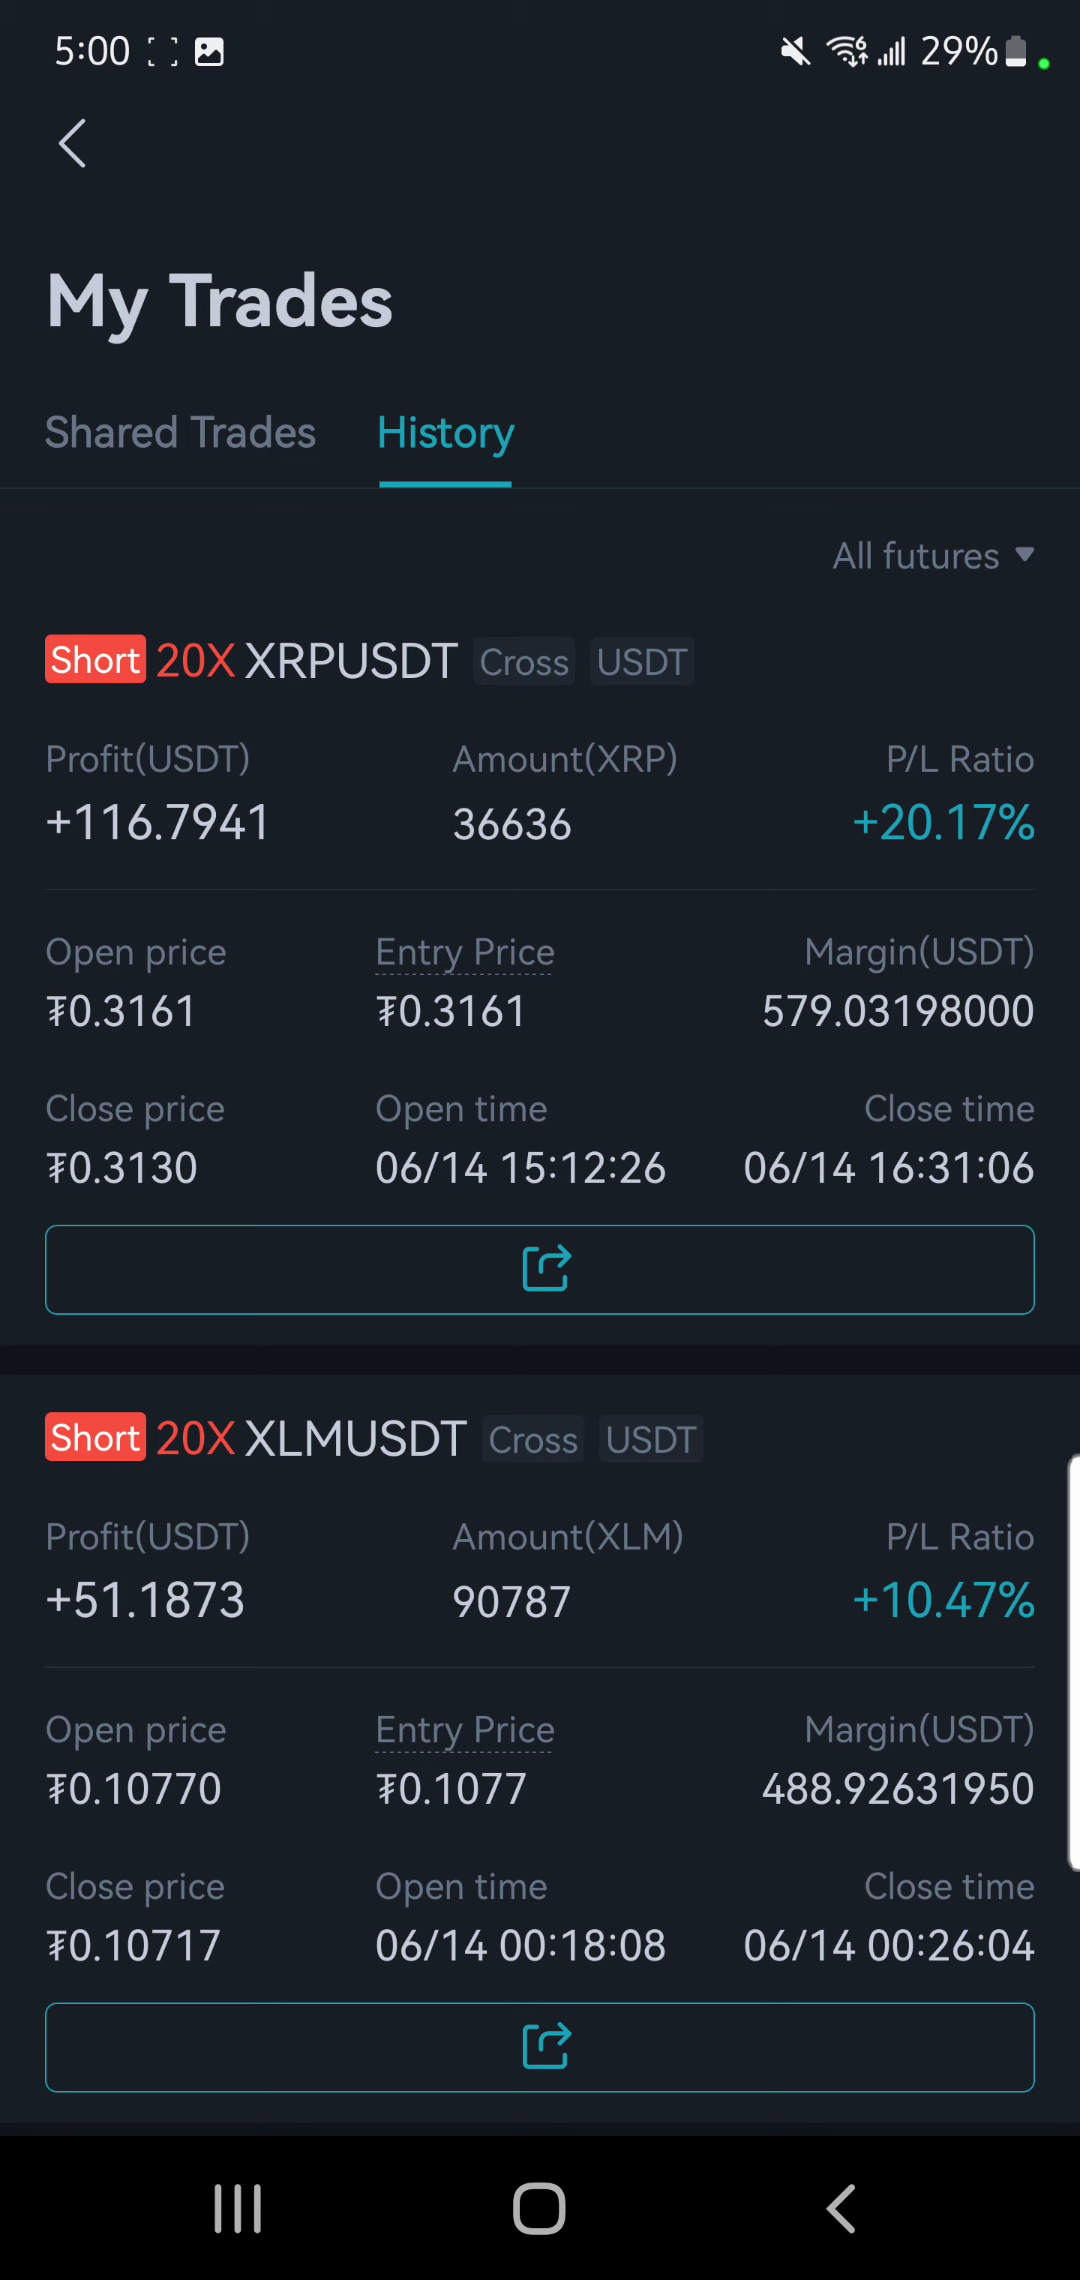 5:00 29%
My Trades
Shared Trades History
All futures
Short 20X XRPUSDT Cross USDT
Profit(USDT) Amount(XRP) P/L Ratio
+116.7941 36636 +20.17%
Open price Entry Price Margin(USDT)
₮0.3161 ₮0.3161 579.03198000
Close price Open time Close time
₮0.3130 06/14 15:12:26 06/14 16:31:06
Short 20X XLMUSDT Cross USDT
Profit(USDT) Amount(XLM) P/L Ratio
+51.1873 90787 +10.47%
Open price Entry Price Margin(USDT)
₮0.10770 ₮0.1077 488.92631950
Close price Open time Close time
₮0.10717 06/14 00:18:08 06/14 00:26:04